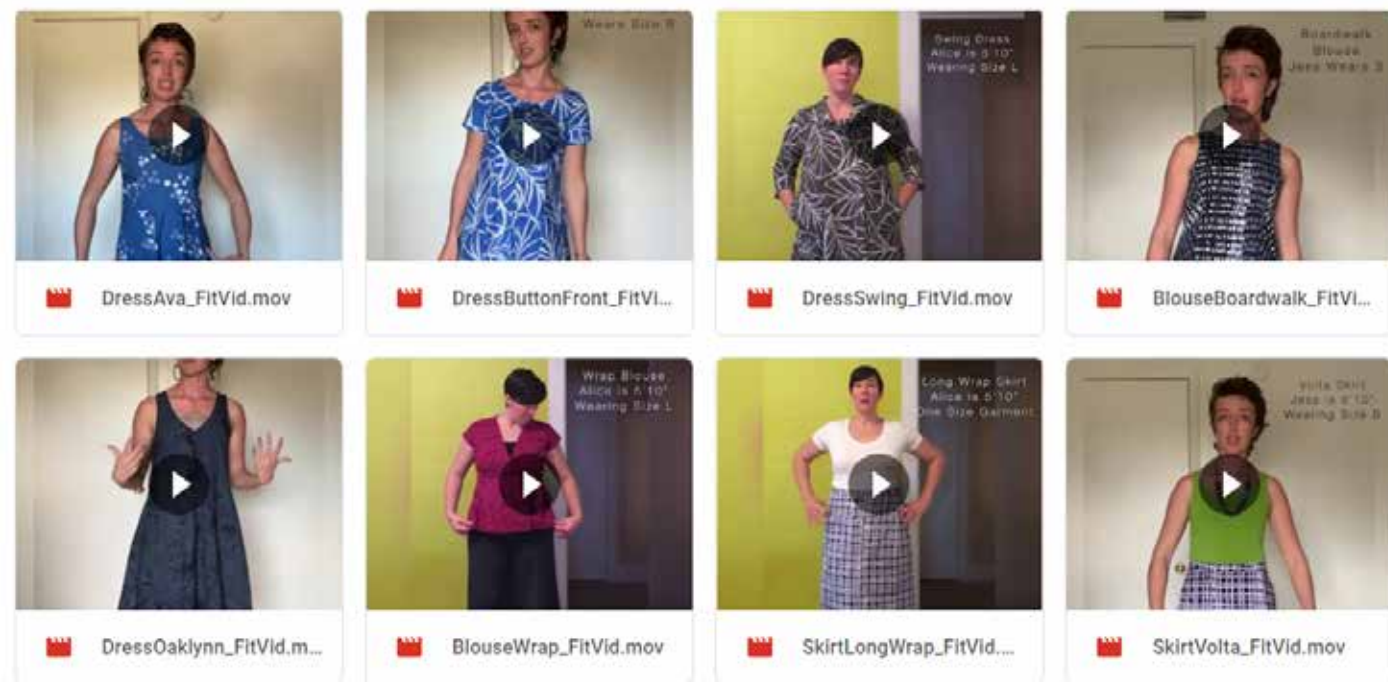 Wears Size S
Swing Dress
Alice is 5'10"
Wearing Size L
Boardwalk
Blouse
Jess Wears S
DressAva_FitVid.mov
DressButtonFront_FitVi...
DressSwing_FitVid.mov
BlouseBoardwalk_FitVi...
Wrap Blouse
Alice is 5'10"
Wearing Size L
Long Wrap Skirt
Alice is 5'10"
One Size Garment
Volta Skirt
Jess is 5'10"
Wearing Size S
DressOaklynn_FitVid.m...
BlouseWrap_FitVid.mov
SkirtLongWrap_FitVid....
SkirtVolta_FitVid.mov